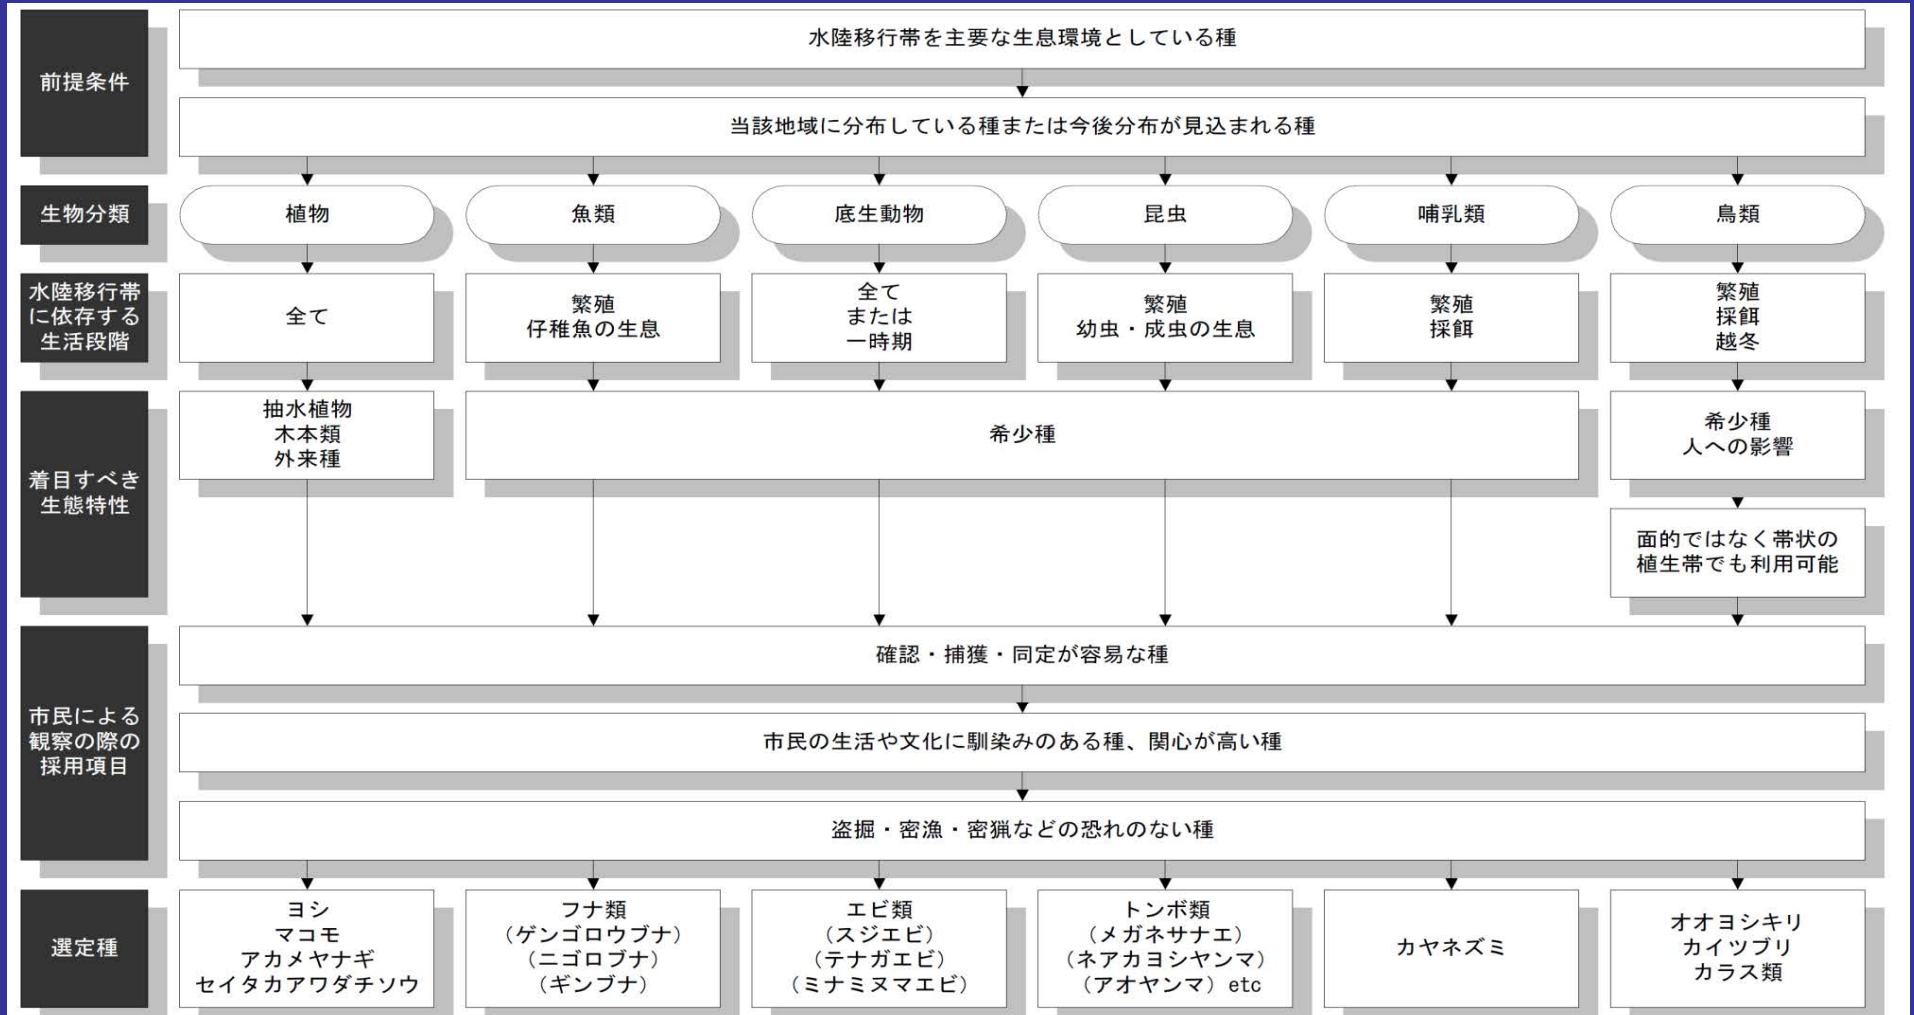 前提条件
水陸移行帯を主要な生息環境としている種
当該地域に分布している種または今後分布が見込まれる種
生物分類
植物
魚類
底生動物
昆虫
哺乳類
鳥類
水陸移行帯
に依存する
生活段階
全て
繁殖
仔稚魚の生息
全て
または
一時期
繁殖
幼虫・成虫の生息
繁殖
採餌
繁殖
採餌
越冬
着目すべき
生態特性
抽水植物
木本類
外来種
希少種
希少種
人への影響
面的ではなく帯状の
植生帯でも利用可能
市民による
観察の際の
採用項目
確認・捕獲・同定が容易な種
市民の生活や文化に馴染みのある種、関心が高い種
盗掘・密漁・密猟などの恐れのない種
選定種
ヨシ
マコモ
アカメヤナギ
セイタカアワダチソウ
フナ類
（ゲンゴロウブナ）
（ニゴロブナ）
（ギンブナ）
エビ類
（スジエビ）
（テナガエビ）
（ミナミヌマエビ）
トンボ類
（メガネサナエ）
（ネアカヨシヤンマ）
（アオヤンマ）etc
カヤネズミ
オオヨシキリ
カイツブリ
カラス類